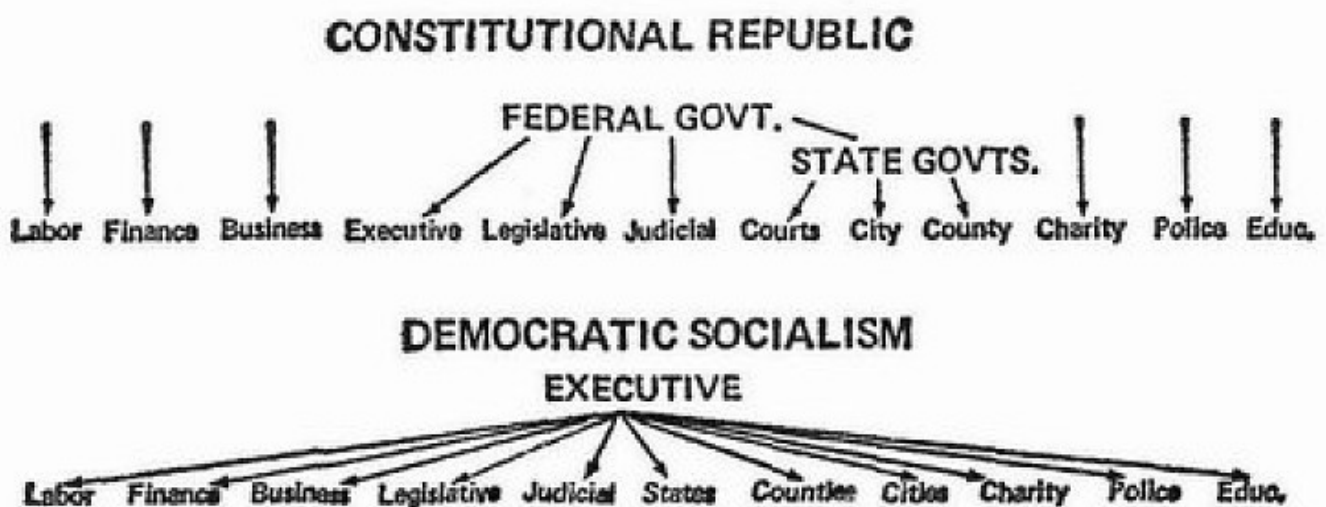 CONSTITUTIONAL REPUBLIC
FEDERAL GOVT.
STATE GOVTS.
Labor Finance Business Executive Legislative Judicial Courts City County Charity Police Educ.
DEMOCRATIC SOCIALISM
EXECUTIVE
Labor Finance Business Legislative Judicial States Counties Cities Charity Police Educ.